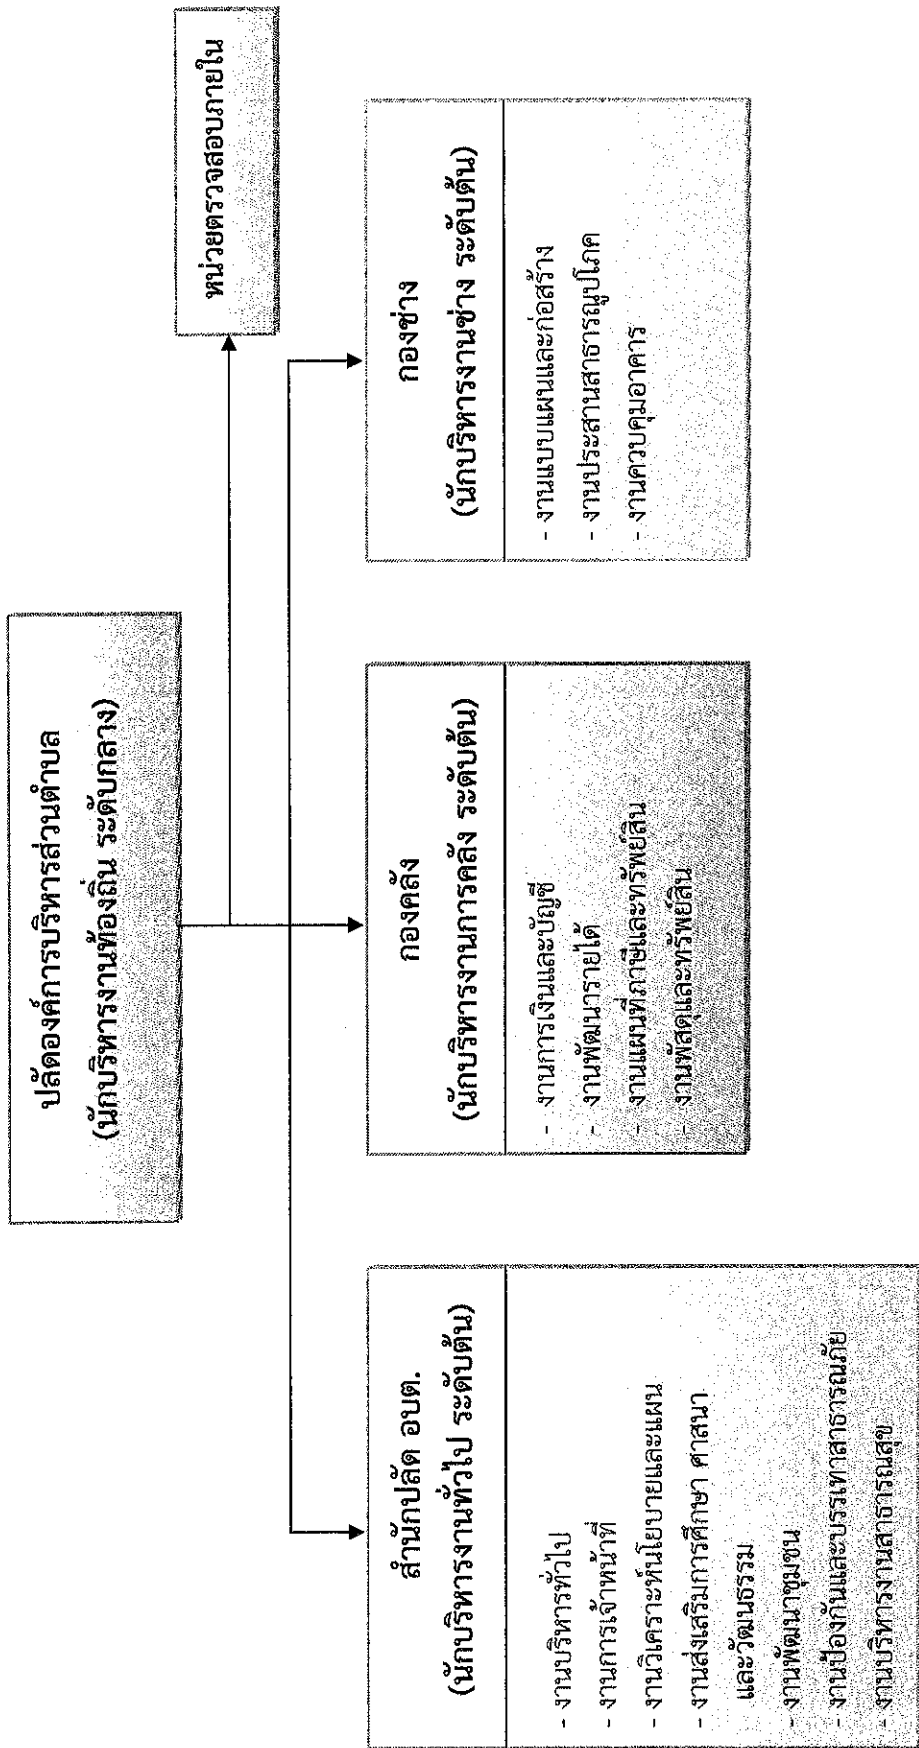 ปลัดองค์การบริหารส่วนตำบล
(นักบริหารงานท้องถิ่น ระดับกลาง)
หน่วยตรวจสอบภายใน
สำนักปลัด อบต.
(นักบริหารงานทั่วไป ระดับต้น)
- งานบริหารทั่วไป
- งานการเจ้าหน้าที่
- งานวิเคราะห์นโยบายและแผน
- งานส่งเสริมการศึกษา ศาสนา
และวัฒนธรรม
- งานพัฒนาชุมชน
- งานป้องกันและบรรเทาสาธารณภัย
- งานบริหารงานสาธารณสุข
กองคลัง
(นักบริหารงานการคลัง ระดับต้น)
- งานการเงินและบัญชี
- งานพัฒนารายได้
- งานแผนที่ภาษีและทรัพย์สิน
- งานพัสดุและทรัพย์สิน
กองช่าง
(นักบริหารงานช่าง ระดับต้น)
- งานแบบแผนและก่อสร้าง
- งานประสานสาธารณูปโภค
- งานควบคุมอาคาร